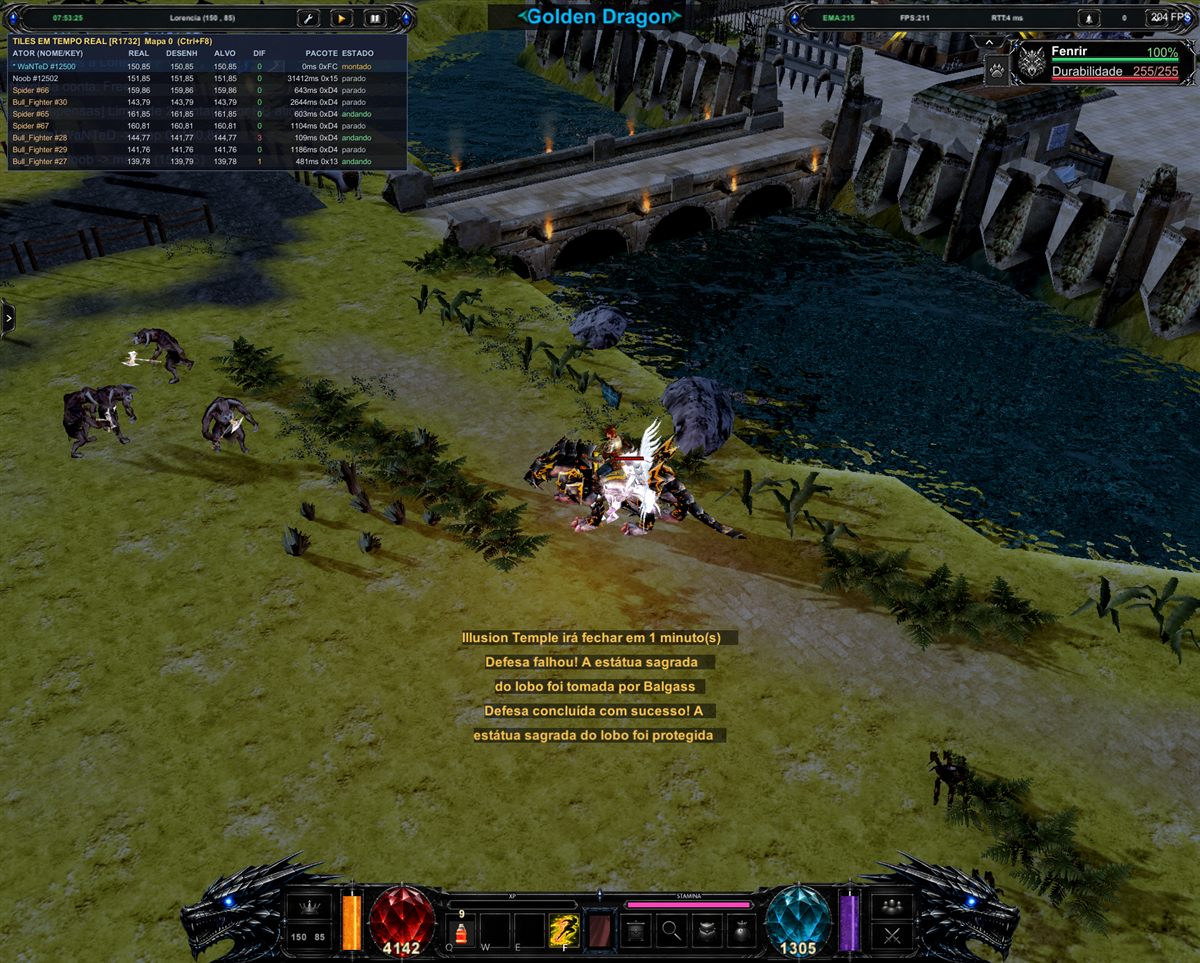 07:53:25
Lorencia (150 , 85)
Golden Dragon
EMA:215
FPS:211
RTT:4 ms
0
204 FPS
TILES EM TEMPO REAL [R1732] Mapa 0 (Ctrl+F8)
ATOR (NOME/KEY) REAL DESENH ALVO DIF PACOTE ESTADO
* WaNTeD #12500 150,85 150,85 150,85 0 0ms 0xFC montado
Noob #12502 151,85 151,85 151,85 0 31412ms 0x15 parado
Spider #66 159,86 159,86 159,86 0 643ms 0xD4 parado
Bull_Fighter #30 143,79 143,79 143,79 0 2644ms 0xD4 parado
Spider #65 161,85 161,85 161,85 0 603ms 0xD4 andando
Spider #67 160,81 160,81 160,81 0 1104ms 0xD4 parado
Bull_Fighter #28 144,77 144,77 144,77 3 109ms 0xD4 andando
Bull_Fighter #29 141,76 141,76 141,76 0 1186ms 0xD4 parado
Bull_Fighter #27 139,78 139,79 139,78 1 481ms 0x13 andando
Fenrir 100%
Durabilidade 255/255
Illusion Temple irá fechar em 1 minuto(s)
Defesa falhou! A estátua sagrada
do lobo foi tomada por Balgass
Defesa concluída com sucesso! A
estátua sagrada do lobo foi protegida
XP
STAMINA
150 85
4142
9
Q W E F
1305